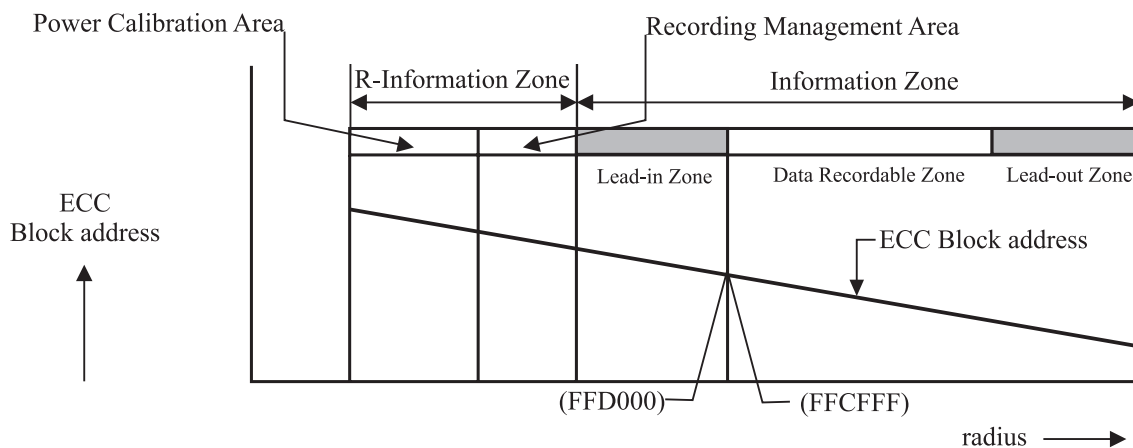 Power Calibration Area
Recording Management Area
R-Information Zone
Information Zone
Lead-in Zone
Data Recordable Zone
Lead-out Zone
ECC
Block address
ECC Block address
(FFD000)
(FFCFFF)
radius